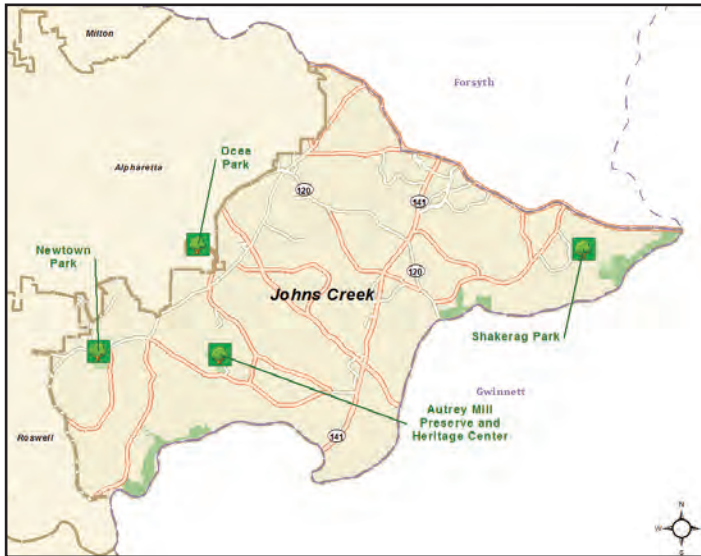 Milton
Forsyth
Ocee
Park
Alpharetta
120
141
Newtown
Park
120
Johns Creek
Shakerag Park
Gwinnett
Autrey Mill
Preserve and
Heritage Center
Roswell
141
N
W
E
S